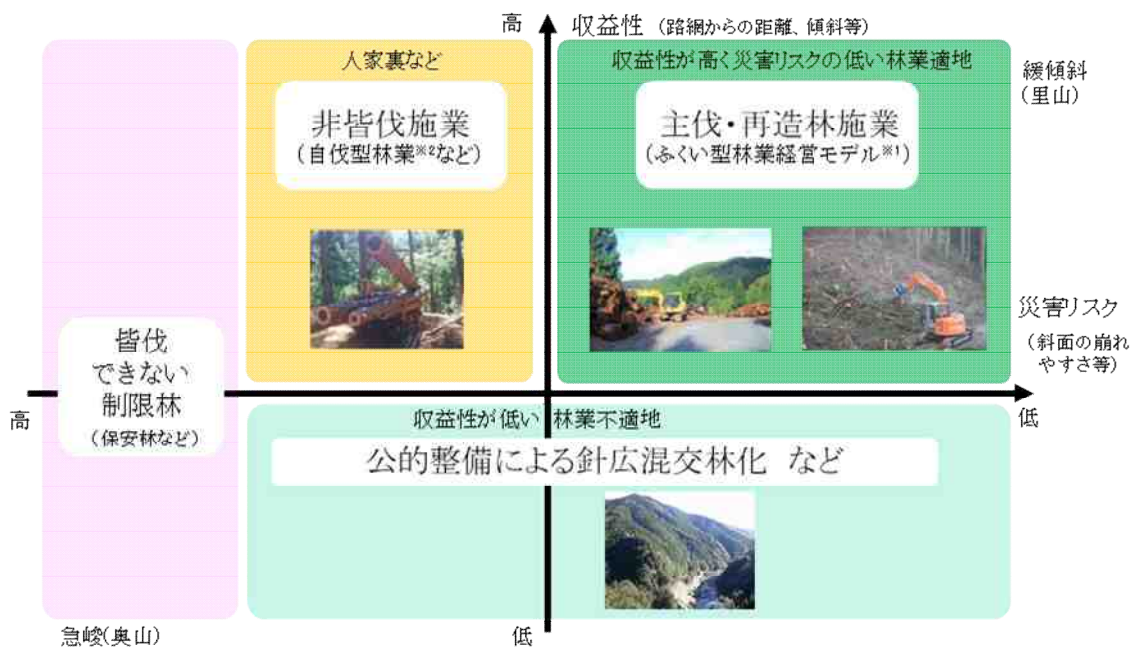 高
収益性 (路網からの距離、傾斜等)
人家裏など
非皆伐施業
(自伐型林業※2など)
収益性が高く災害リスクの低い林業適地
主伐・再造林施業
(ふくい型林業経営モデル※1)
緩傾斜
(里山)
災害リスク
(斜面の崩れ
やすさ等)
皆伐
できない
制限林
(保安林など)
高
低
収益性が低い 林業不適地
公的整備による針広混交林化 など
急峻(奥山)
低